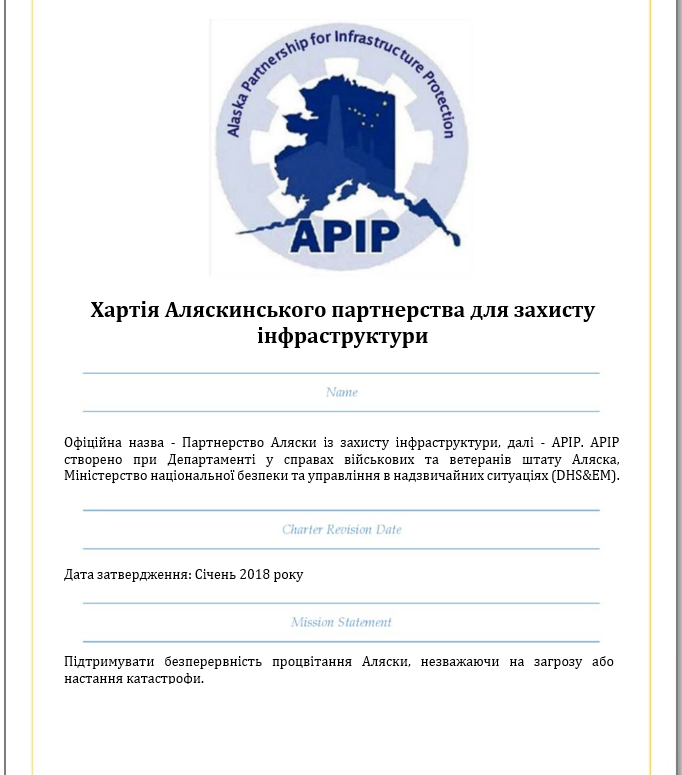 Alaska Partnership for Infrastructure Protection
APIP
Хартія Аляскинського партнерства для захисту
інфраструктури
Name
Офіційна назва - Партнерство Аляски із захисту інфраструктури, далі - APIP. APIP
створено при Департаменті у справах військових та ветеранів штату Аляска,
Міністерство національної безпеки та управління в надзвичайних ситуаціях (DHS&EM).
Charter Revision Date
Дата затвердження: Січень 2018 року
Mission Statement
Підтримувати безперервність процвітання Аляски, незважаючи на загрозу або
настання катастрофи.